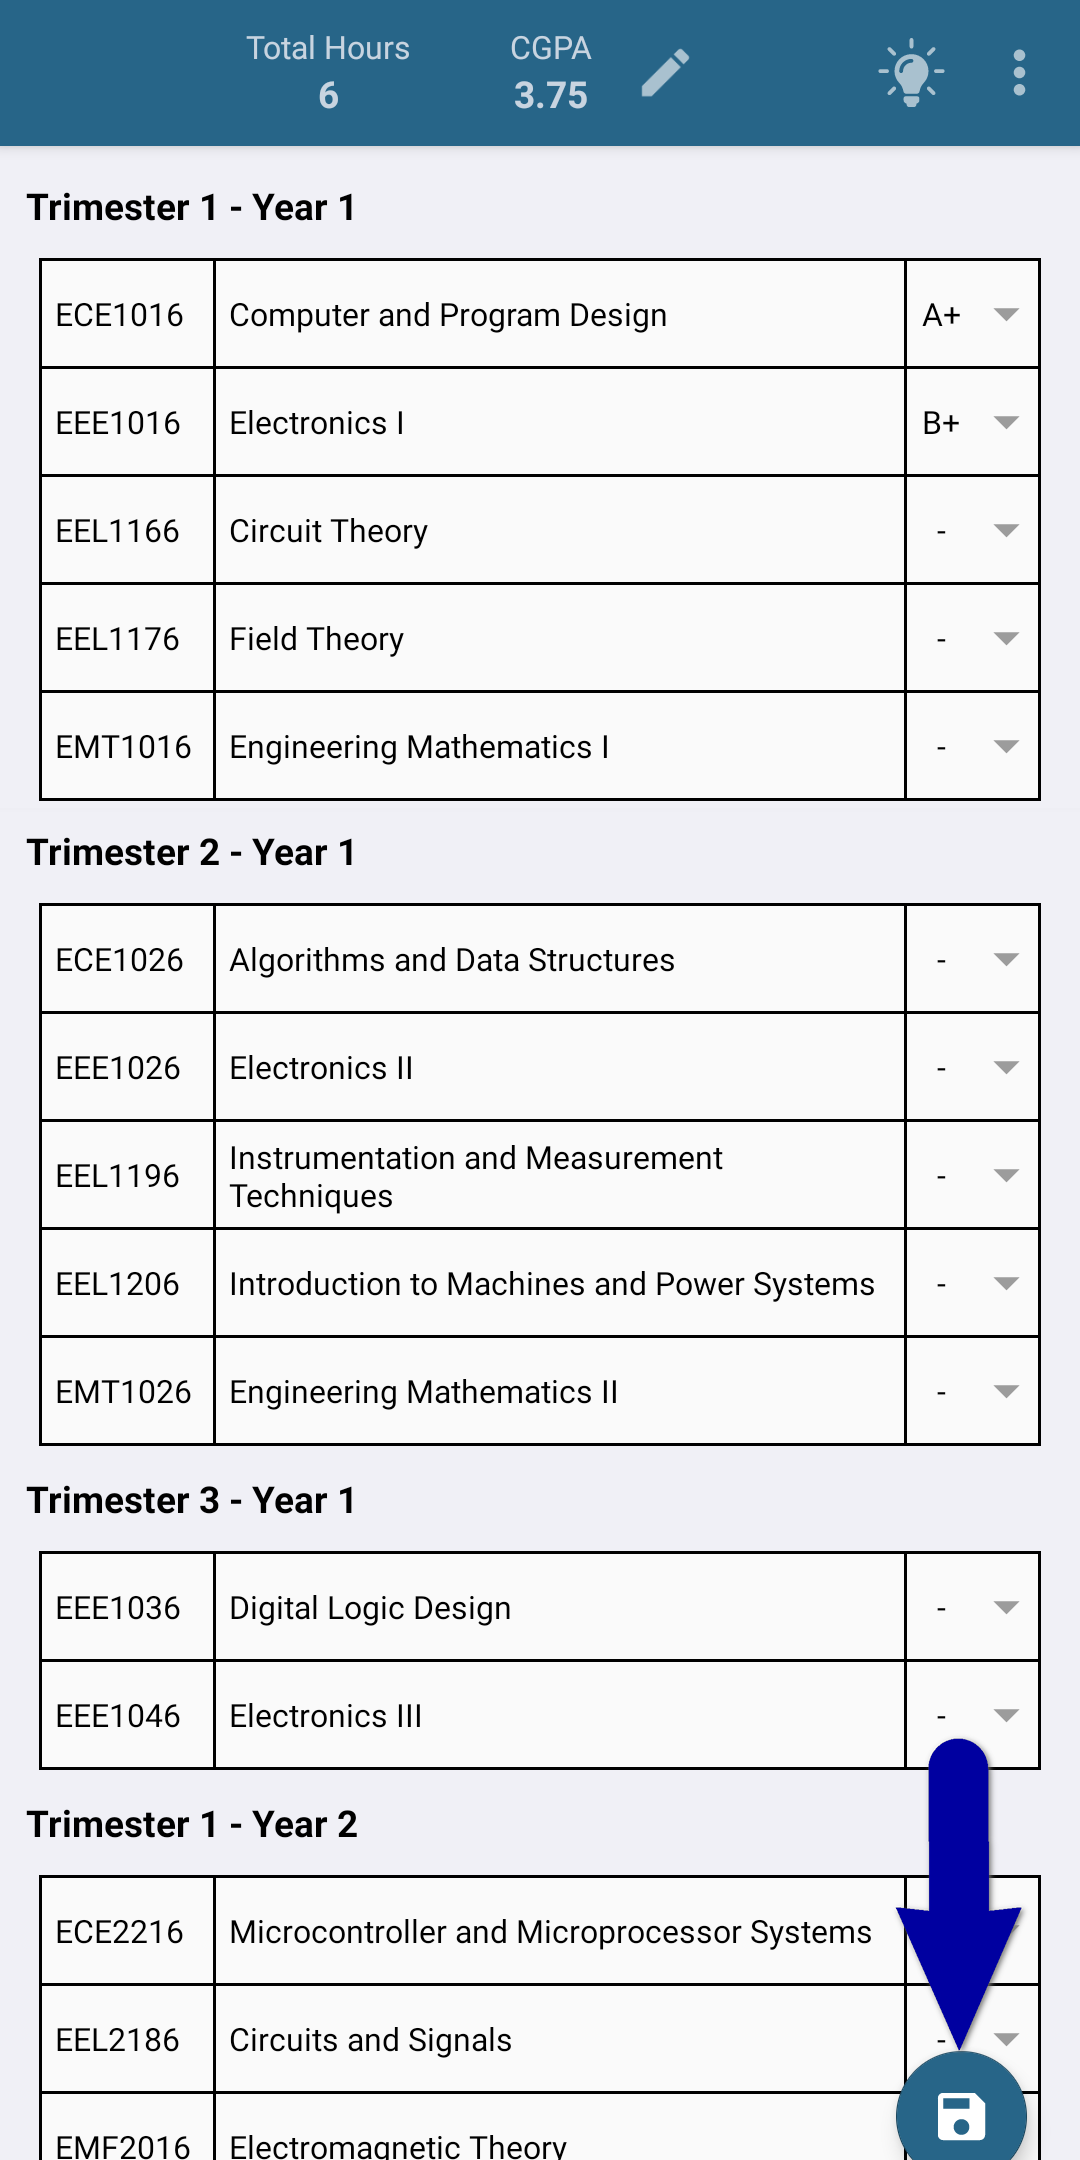 Total Hours CGPA
6 3.75
Trimester 1 - Year 1
ECE1016 Computer and Program Design A+
EEE1016 Electronics I B+
EEL1166 Circuit Theory -
EEL1176 Field Theory -
EMT1016 Engineering Mathematics I -
Trimester 2 - Year 1
ECE1026 Algorithms and Data Structures -
EEE1026 Electronics II -
EEL1196 Instrumentation and Measurement
Techniques -
EEL1206 Introduction to Machines and Power Systems -
EMT1026 Engineering Mathematics II -
Trimester 3 - Year 1
EEE1036 Digital Logic Design -
EEE1046 Electronics III -
Trimester 1 - Year 2
ECE2216 Microcontroller and Microprocessor Systems
EEL2186 Circuits and Signals -
EMF2016 Electromagnetic Theory